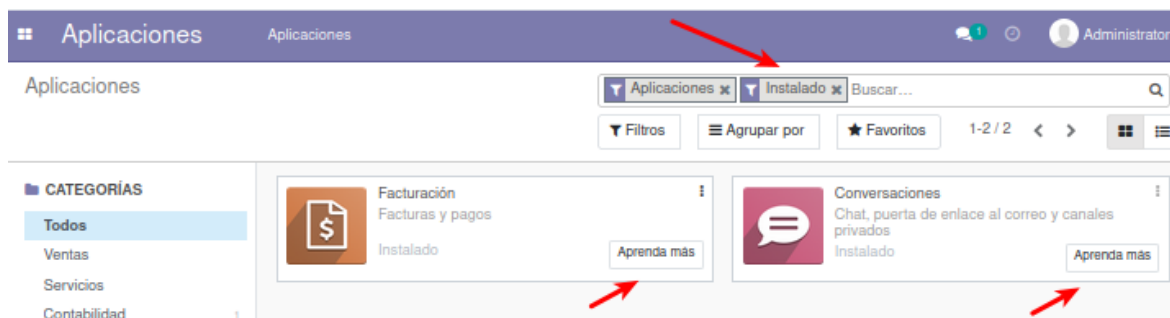 Aplicaciones
Aplicaciones
1
Administrator
Aplicaciones
Aplicaciones
Instalado
Buscar...
Filtros
Agrupar por
Favoritos
1-2 / 2
CATEGORÍAS
Todos
Ventas
Servicios
Contabilidad 1
Facturación
Facturas y pagos
Instalado
Aprenda más
Conversaciones
Chat, puerta de enlace al correo y canales
privados
Instalado
Aprenda más